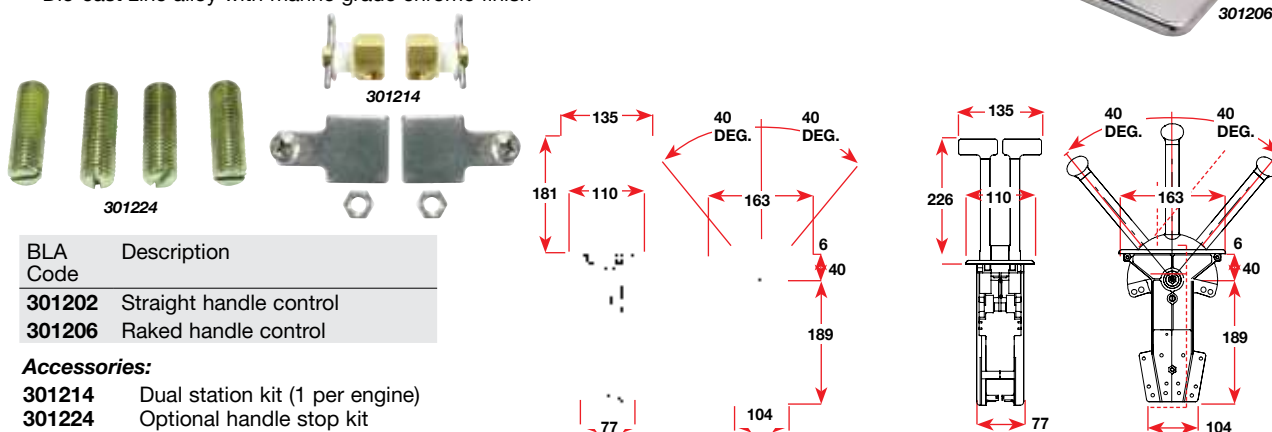 Die-cast zinc alloy with marine grade chrome finish
301206
301214
301224
BLA Code Description
301202 Straight handle control
301206 Raked handle control
Accessories:
301214 Dual station kit (1 per engine)
301224 Optional handle stop kit
135
40 DEG.
40 DEG.
181
110
163
6
40
189
77
104
135
40 DEG.
40 DEG.
226
110
163
6
40
189
77
104